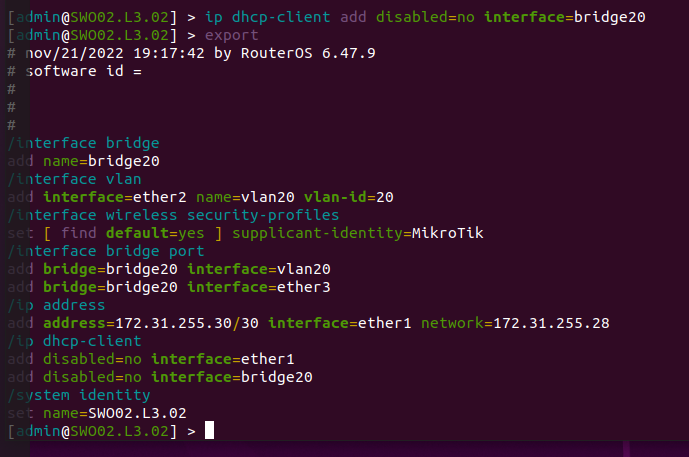 [admin@SWO02.L3.02] > ip dhcp-client add disabled=no interface=bridge20
[admin@SWO02.L3.02] > export
# nov/21/2022 19:17:42 by RouterOS 6.47.9
# software id =
#
#
#
/interface bridge
add name=bridge20
/interface vlan
add interface=ether2 name=vlan20 vlan-id=20
/interface wireless security-profiles
set [ find default=yes ] supplicant-identity=MikroTik
/interface bridge port
add bridge=bridge20 interface=vlan20
add bridge=bridge20 interface=ether3
/ip address
add address=172.31.255.30/30 interface=ether1 network=172.31.255.28
/ip dhcp-client
add disabled=no interface=ether1
add disabled=no interface=bridge20
/system identity
set name=SWO02.L3.02
[admin@SWO02.L3.02] >